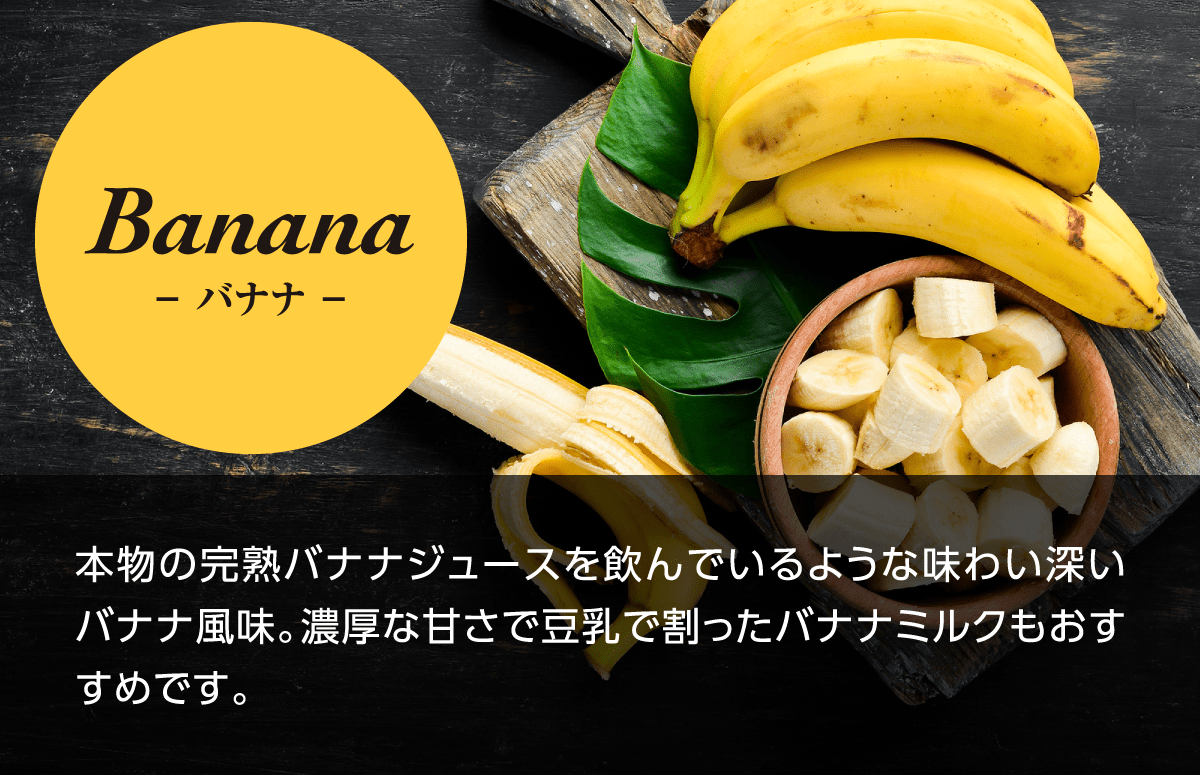 Banana
– バナナ –
本物の完熟バナナジュースを飲んでいるような味わい深い
バナナ風味。濃厚な甘さで豆乳で割ったバナナミルクもおす
すめです。